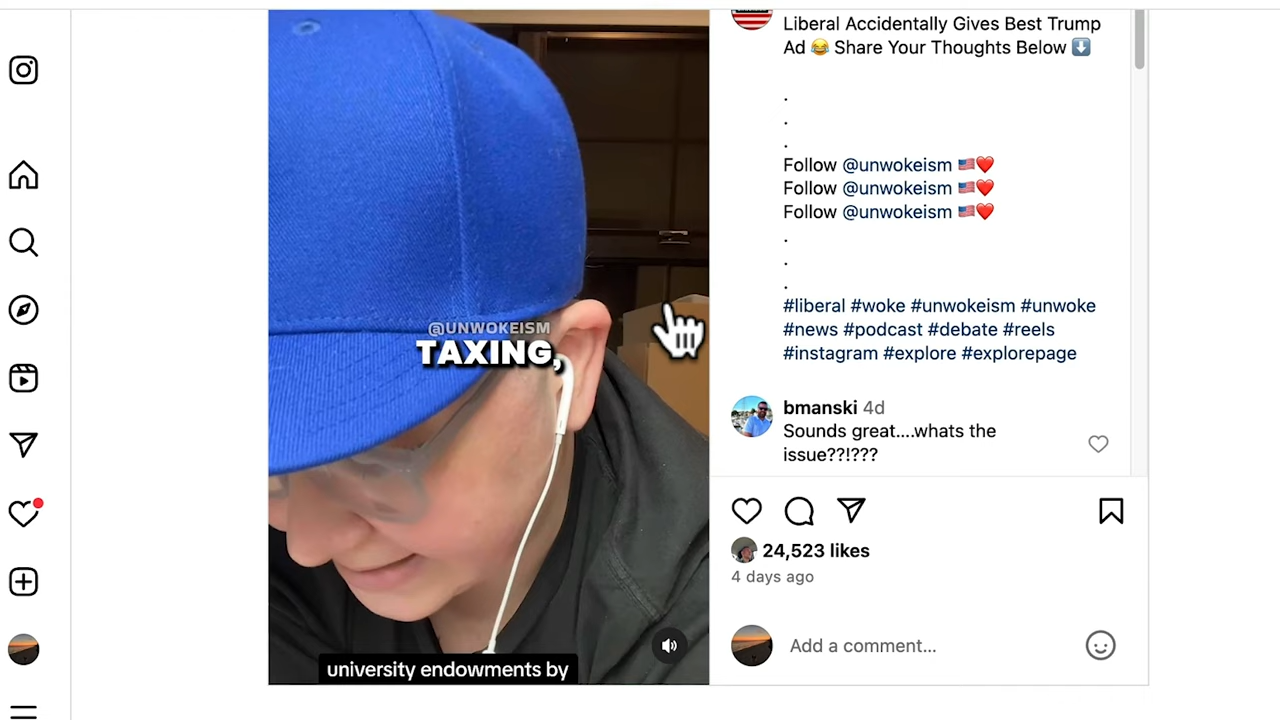 @UNWOKEISM
TAXING,
university endowments by
Liberal Accidentally Gives Best Trump
Ad 😂 Share Your Thoughts Below ⬇️
.
.
.
Follow @unwokeism 🇺🇸❤️
Follow @unwokeism 🇺🇸❤️
Follow @unwokeism 🇺🇸❤️
.
.
.
#liberal #woke #unwokeism #unwoke
#news #podcast #debate #reels
#instagram #explore #explorepage
bmanski 4d
Sounds great....whats the
issue??!???
24,523 likes
4 days ago
Add a comment...